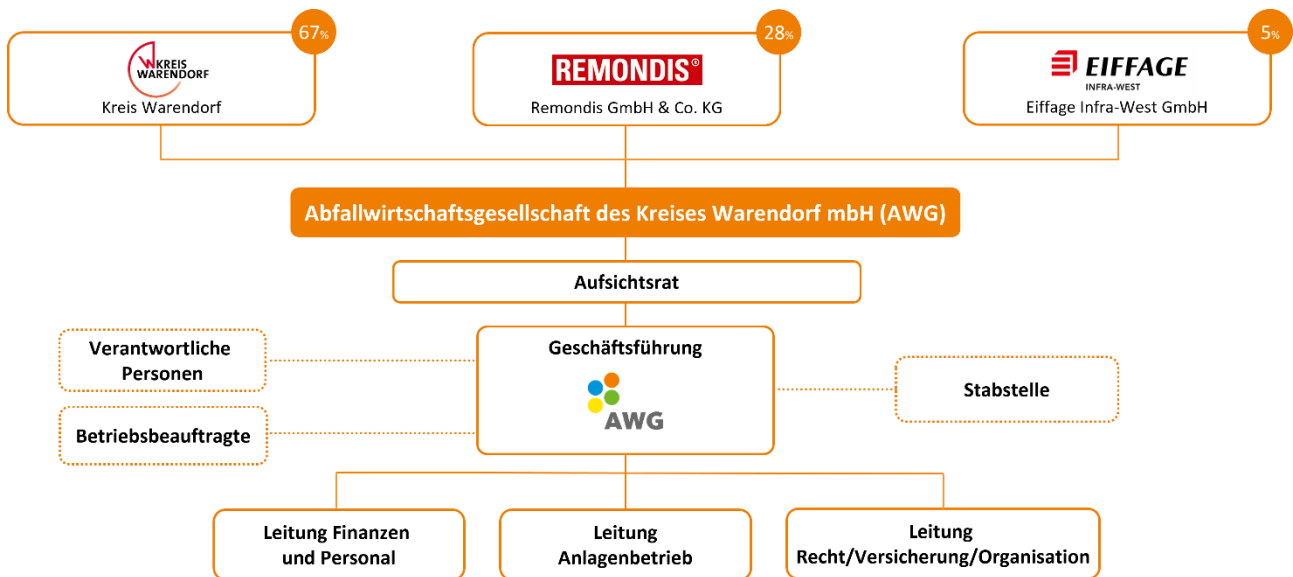 67%
28%
5%
KREIS
WARENDORF
Kreis Warendorf
REMONDIS®
Remondis GmbH & Co. KG
EIFFAGE
INFRA-WEST
Eiffage Infra-West GmbH
Abfallwirtschaftsgesellschaft des Kreises Warendorf mbH (AWG)
Aufsichtsrat
Verantwortliche
Personen
Geschäftsführung
AWG
Stabstelle
Betriebsbeauftragte
Leitung Finanzen
und Personal
Leitung
Anlagenbetrieb
Leitung
Recht/Versicherung/Organisation